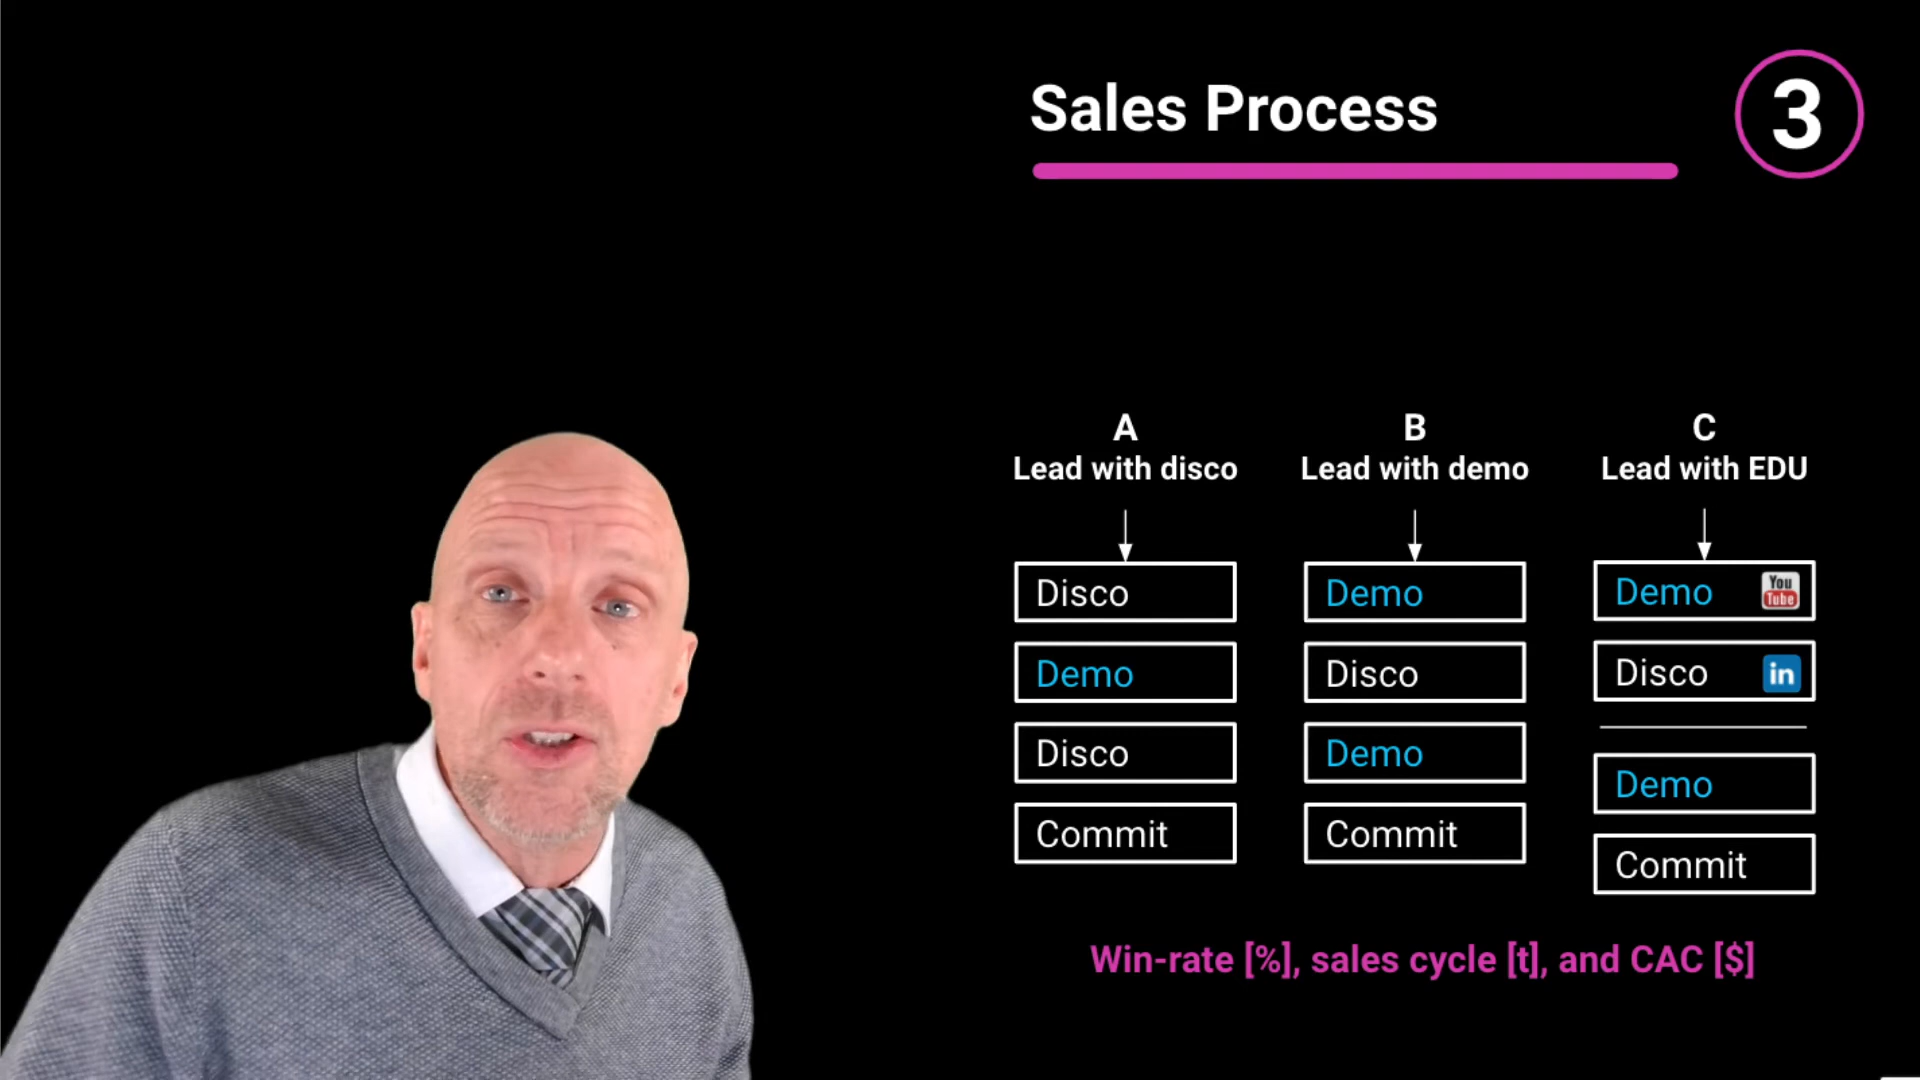 Sales Process
3
A
Lead with disco
Disco
Demo
Disco
Commit
B
Lead with demo
Demo
Disco
Demo
Commit
C
Lead with EDU
Demo You Tube
Disco in
Demo
Commit
Win-rate [%], sales cycle [t], and CAC [$]